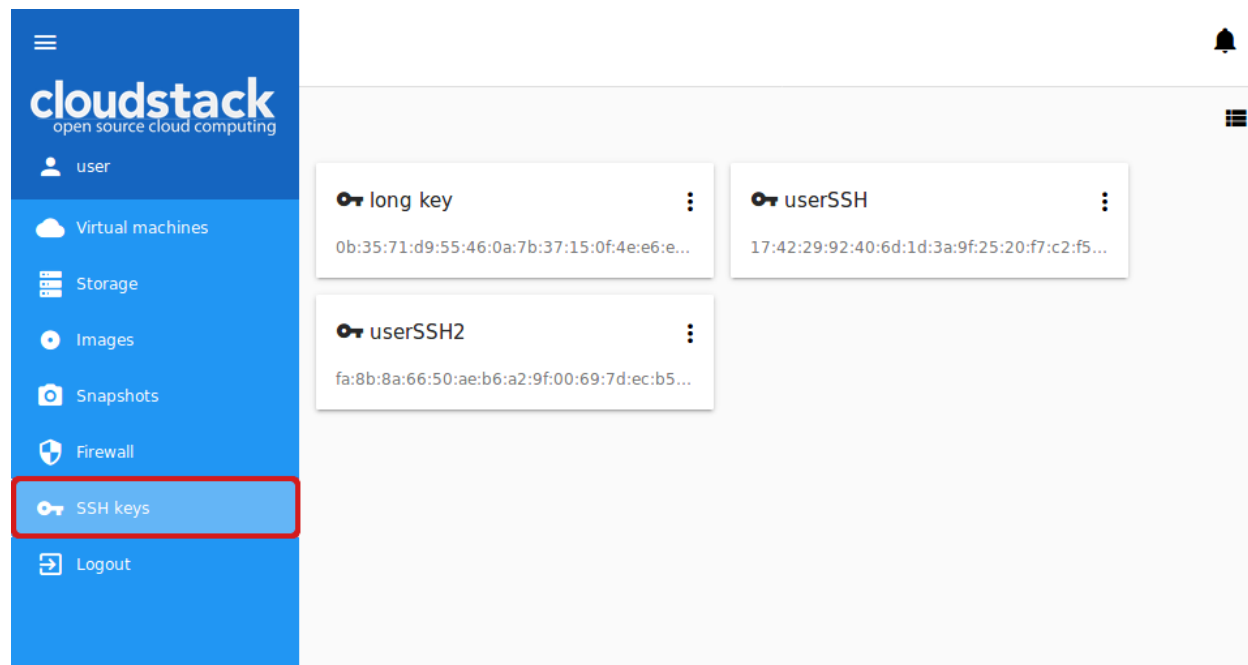 cloudstack
open source cloud computing
user
Virtual machines
Storage
Images
Snapshots
Firewall
SSH keys
Logout
long key
0b:35:71:d9:55:46:0a:7b:37:15:0f:4e:e6:e...
userSSH
17:42:29:92:40:6d:1d:3a:9f:25:20:f7:c2:f5...
userSSH2
fa:8b:8a:66:50:ae:b6:a2:9f:00:69:7d:ec:b5...